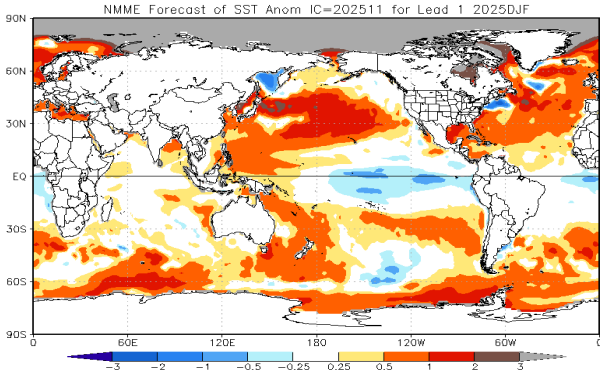 NMME Forecast of SST Anom IC=202511 for Lead 1 2025DJF
90N
60N
30N
EQ
30S
60S
90S
0 60E 120E 180 120W 60W 0
-3 -2 -1 -0.5 -0.25 0.25 0.5 1 2 3